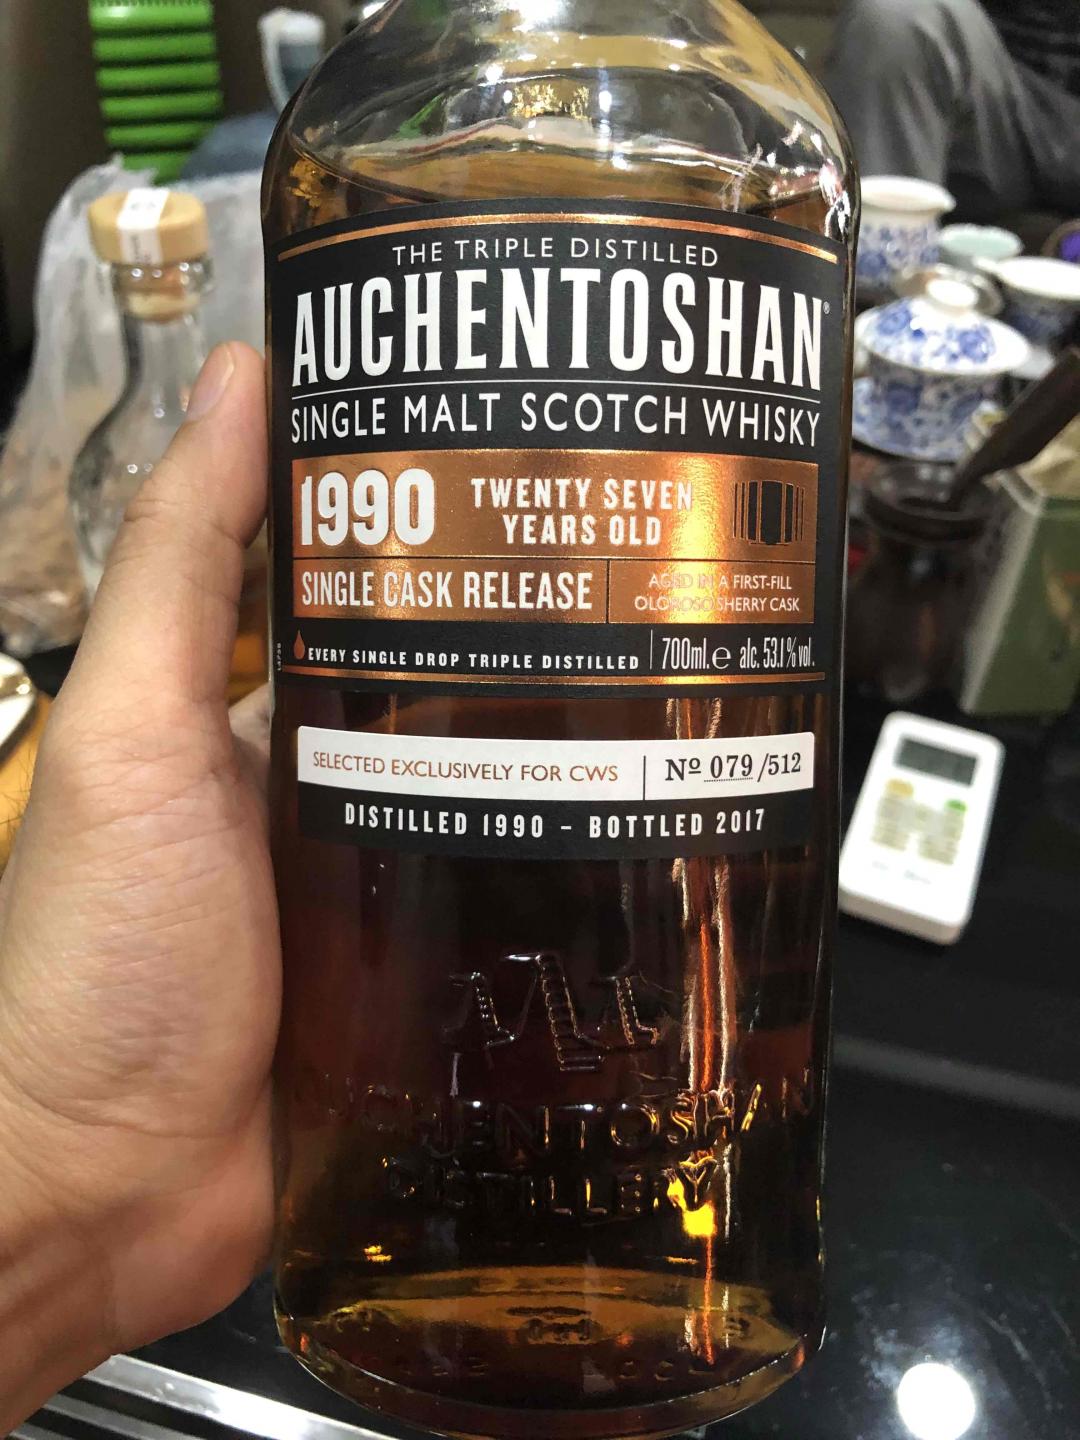 THE TRIPLE DISTILLED
AUCHENTOSHAN®
SINGLE MALT SCOTCH WHISKY
1990 TWENTY SEVEN
YEARS OLD
SINGLE CASK RELEASE
AGED IN A FIRST-FILL
OLOROSO SHERRY CASK
EVERY SINGLE DROP TRIPLE DISTILLED
700ml.e alc. 53.1% vol.
SELECTED EXCLUSIVELY FOR CWS
Nº 079/512
DISTILLED 1990 - BOTTLED 2017
AUCHENTOSHAN
DISTILLERY